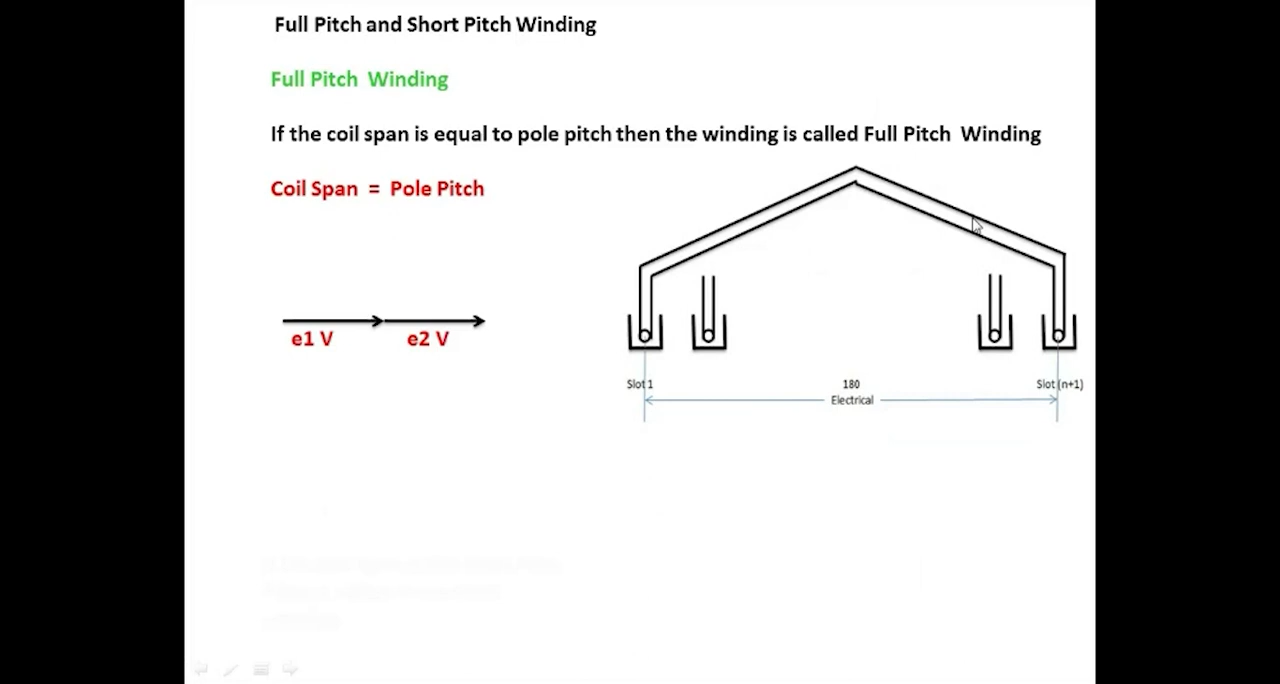 Full Pitch and Short Pitch Winding
Full Pitch Winding
If the coil span is equal to pole pitch then the winding is called Full Pitch Winding
Coil Span = Pole Pitch
e1 V e2 V
Slot 1 180 Slot (n+1)
Electrical